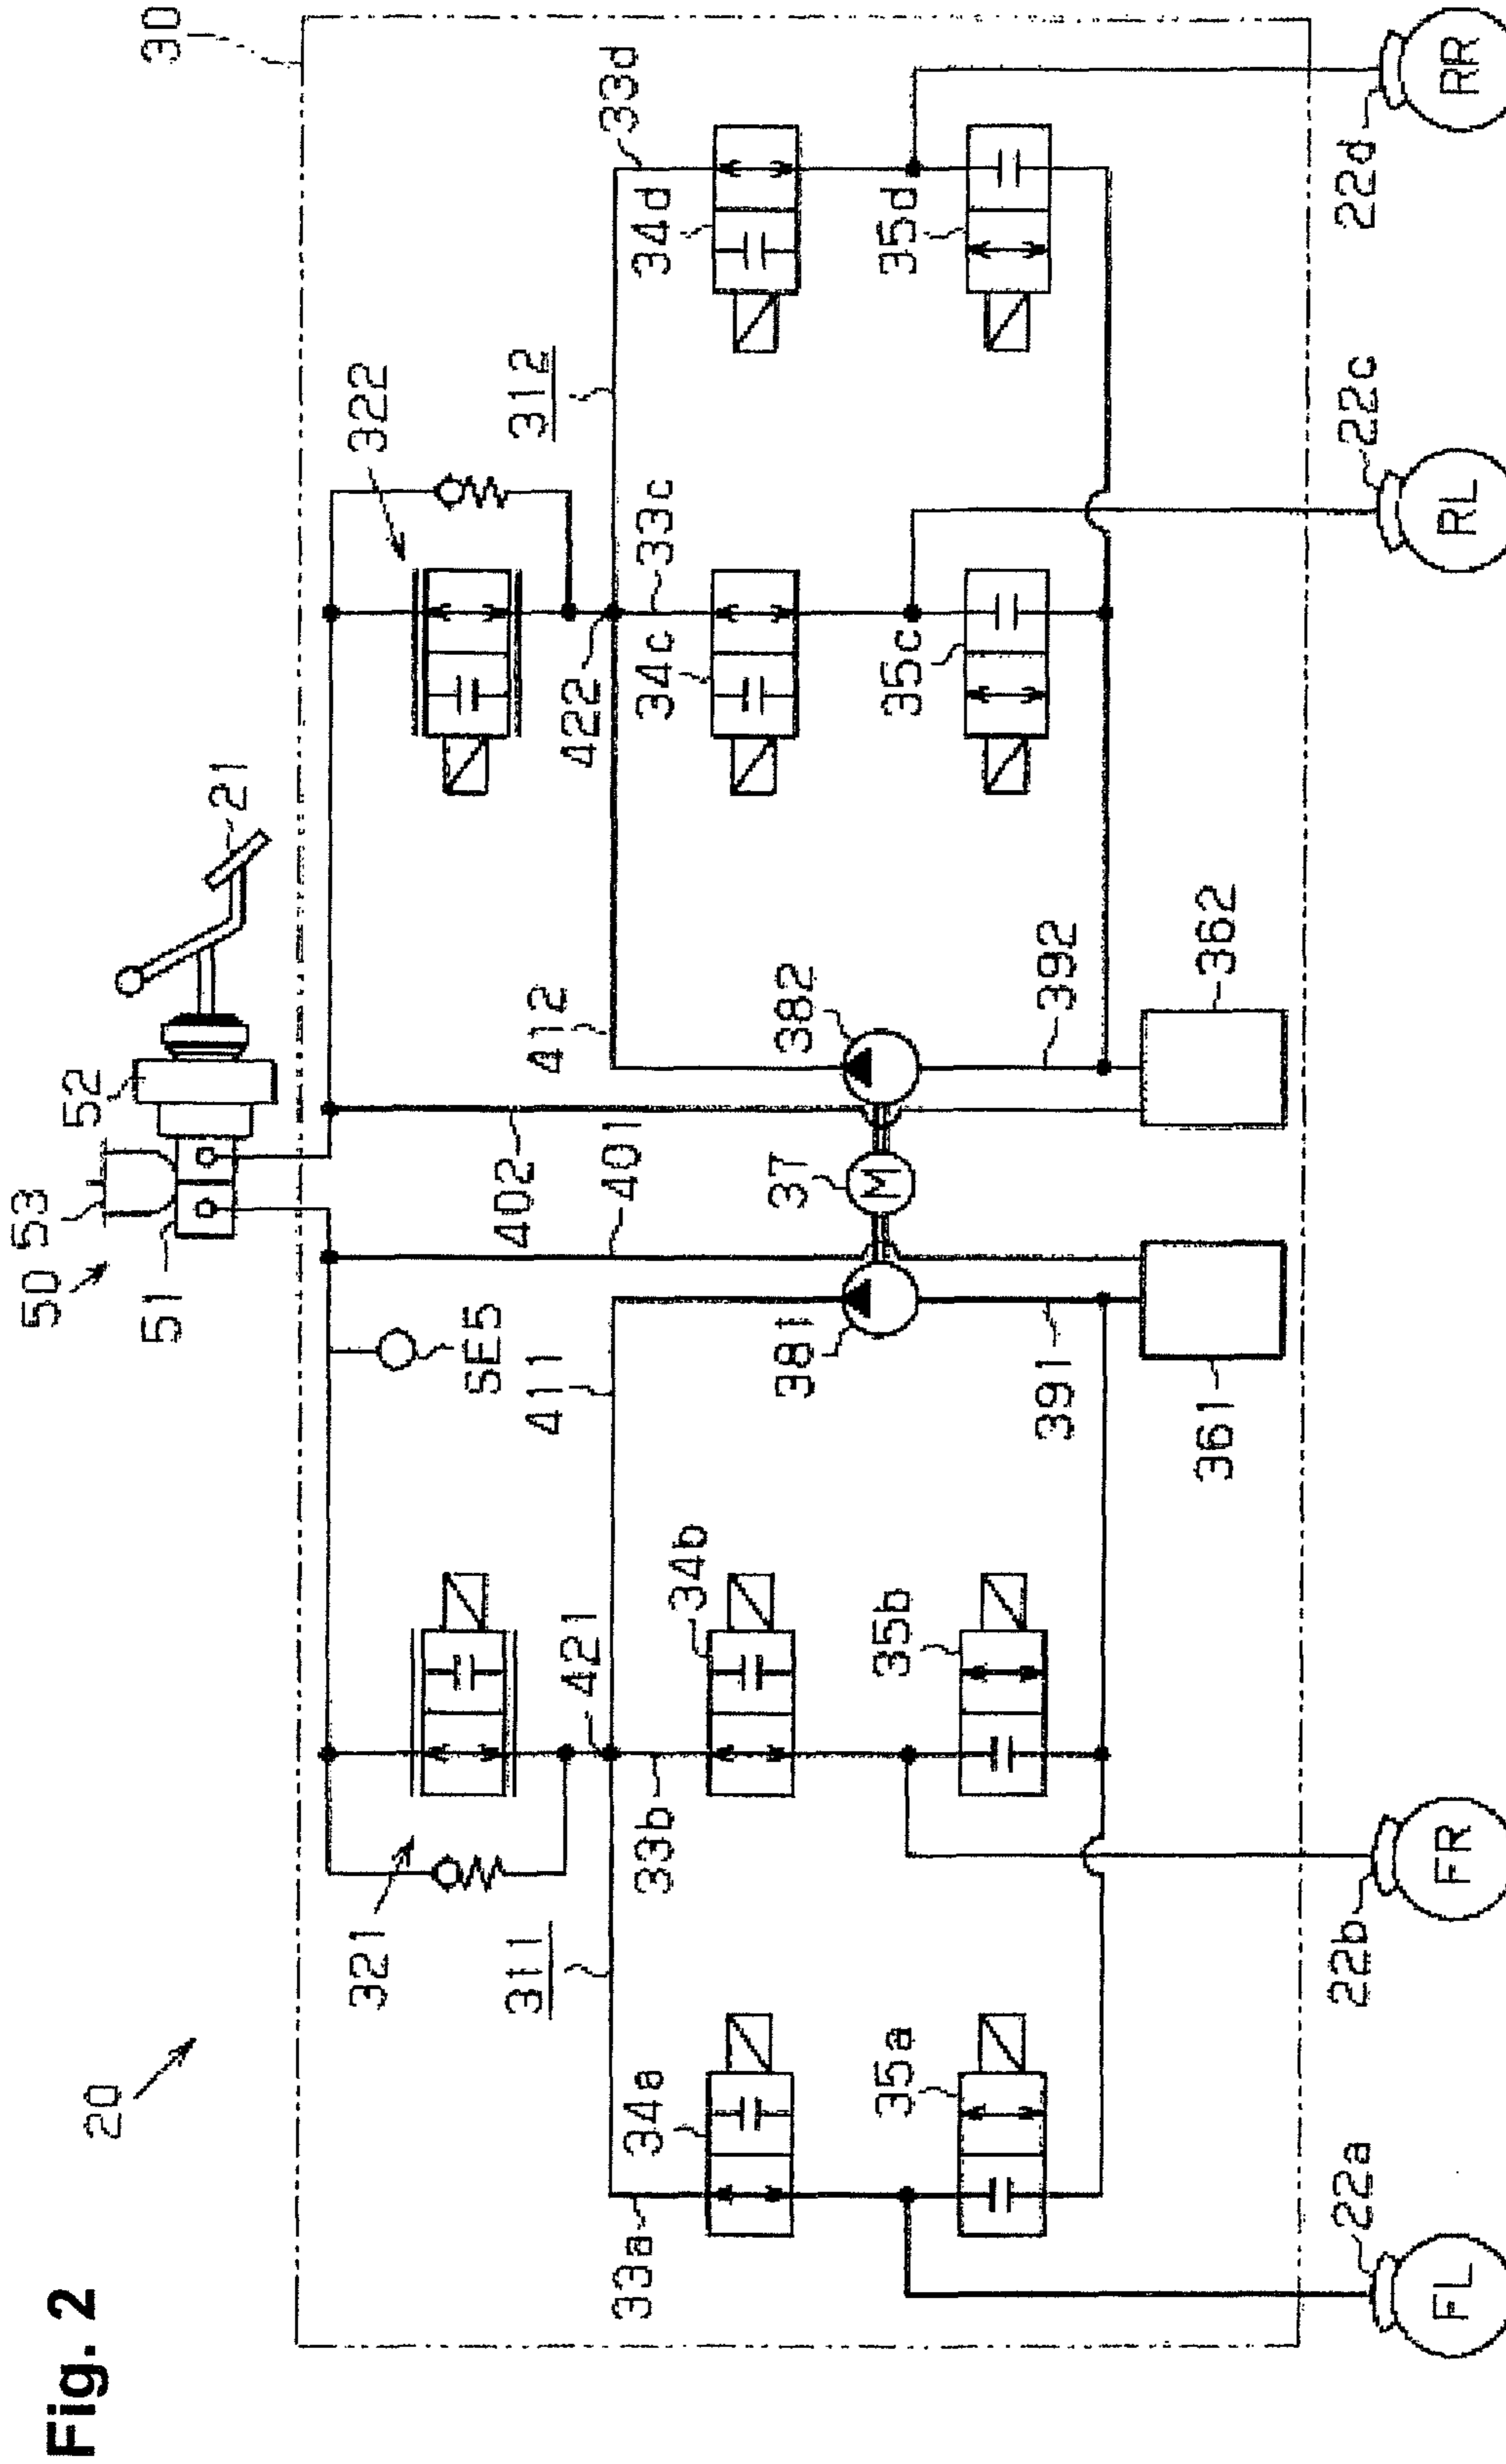 Fig. 2
20
50
53
51
52
21
30
SE5
321
322
311
421
411
401
402
412
422
312
33a
33b
33c
33d
34a
34b
34c
34d
381
37
M
382
35a
35b
35c
35d
391
392
361
362
22a
22b
22c
22d
FL
FR
RL
RR